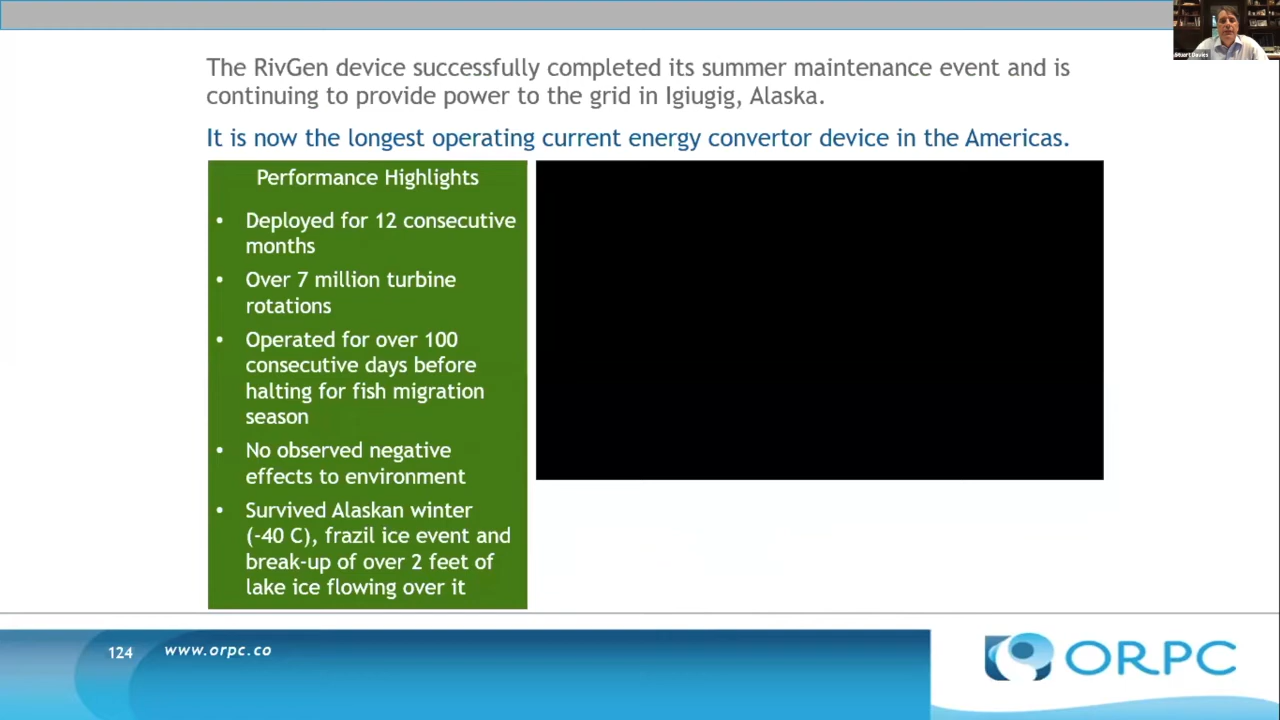 Stuart Davies
The RivGen device successfully completed its summer maintenance event and is
continuing to provide power to the grid in Igiugig, Alaska.
It is now the longest operating current energy convertor device in the Americas.
Performance Highlights
• Deployed for 12 consecutive
months
• Over 7 million turbine
rotations
• Operated for over 100
consecutive days before
halting for fish migration
season
• No observed negative
effects to environment
• Survived Alaskan winter
(-40 C), frazil ice event and
break-up of over 2 feet of
lake ice flowing over it
124 www.orpc.co
ORPC